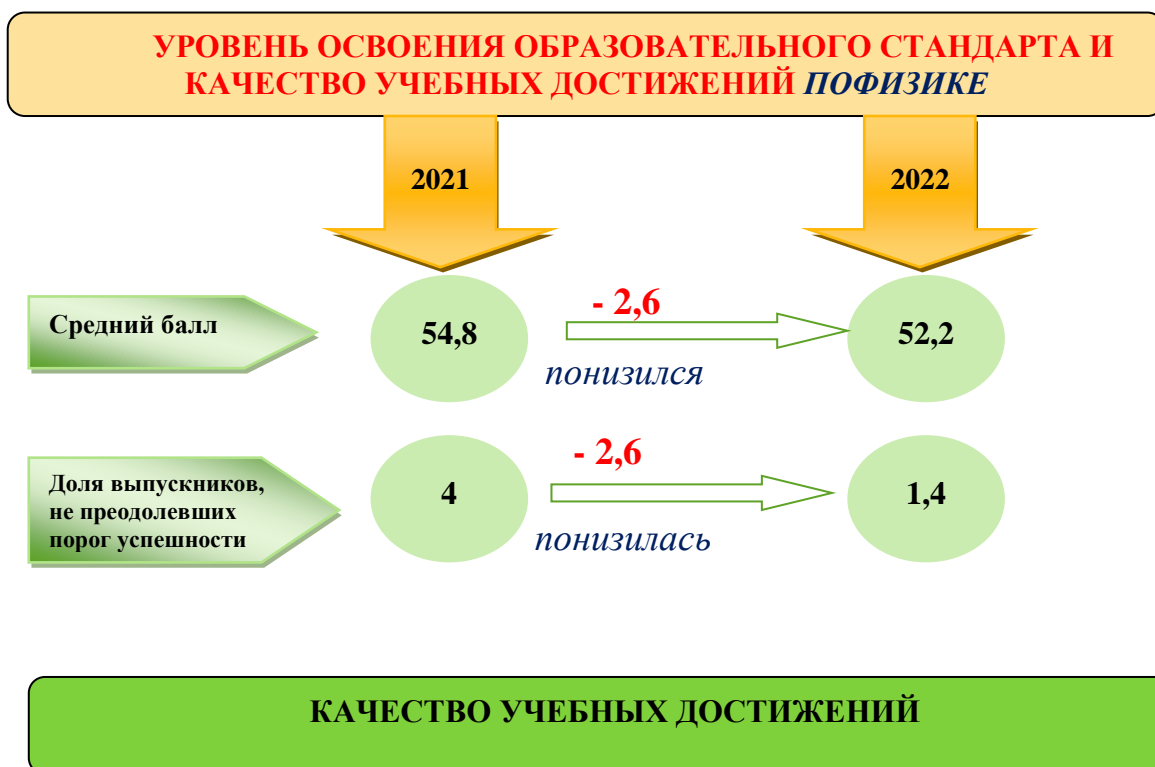 УРОВЕНЬ ОСВОЕНИЯ ОБРАЗОВАТЕЛЬНОГО СТАНДАРТА И
КАЧЕСТВО УЧЕБНЫХ ДОСТИЖЕНИЙ ПОФИЗИКЕ
2021
2022
Средний балл
54,8
- 2,6
понизился
52,2
Доля выпускников,
не преодолевших
порог успешности
4
- 2,6
понизилась
1,4
КАЧЕСТВО УЧЕБНЫХ ДОСТИЖЕНИЙ